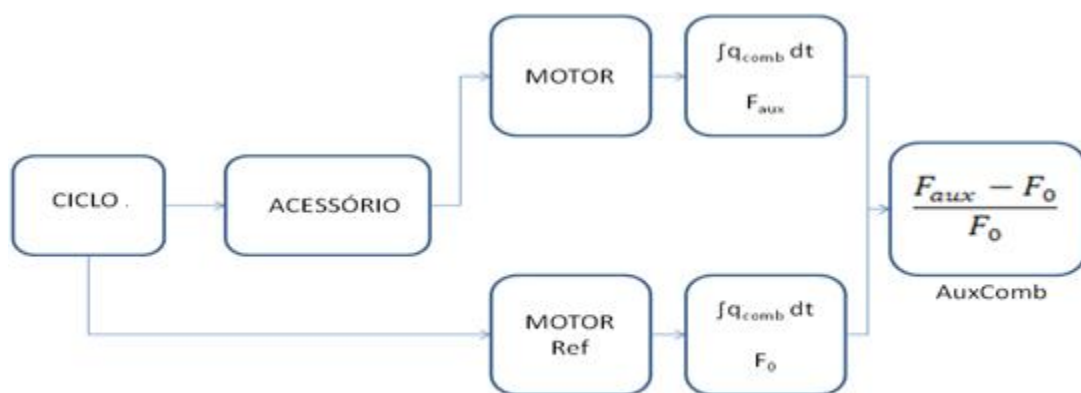 CICLO .
ACESSÓRIO
MOTOR
∫q_comb dt
F_aux
MOTOR
Ref
∫q_comb dt
F_0
F_aux − F_0
F_0
AuxComb